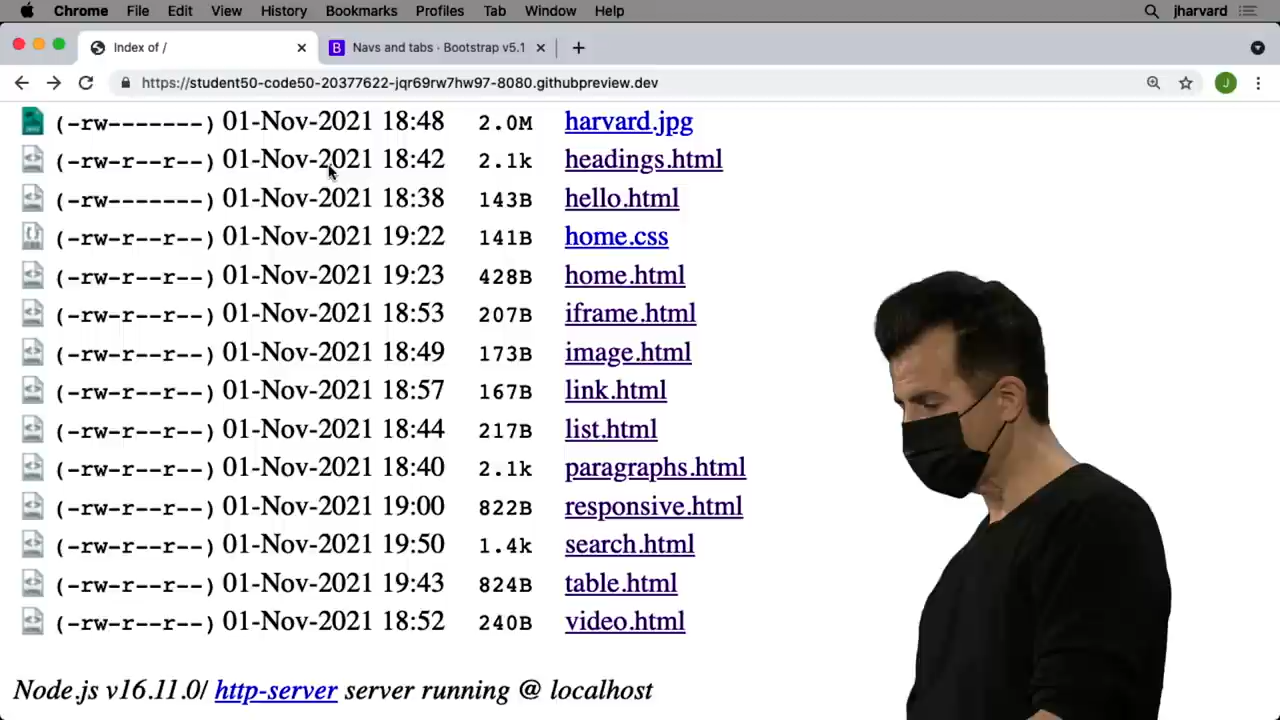 Chrome File Edit View History Bookmarks Profiles Tab Window Help jharvard
Index of / Navs and tabs · Bootstrap v5.1
https://student50-code50-20377622-jqr69rw7hw97-8080.githubpreview.dev J
(-rw-------) 01-Nov-2021 18:48 2.0M harvard.jpg
(-rw-r--r--) 01-Nov-2021 18:42 2.1k headings.html
(-rw-------) 01-Nov-2021 18:38 143B hello.html
(-rw-r--r--) 01-Nov-2021 19:22 141B home.css
(-rw-r--r--) 01-Nov-2021 19:23 428B home.html
(-rw-r--r--) 01-Nov-2021 18:53 207B iframe.html
(-rw-r--r--) 01-Nov-2021 18:49 173B image.html
(-rw-r--r--) 01-Nov-2021 18:57 167B link.html
(-rw-r--r--) 01-Nov-2021 18:44 217B list.html
(-rw-r--r--) 01-Nov-2021 18:40 2.1k paragraphs.html
(-rw-r--r--) 01-Nov-2021 19:00 822B responsive.html
(-rw-r--r--) 01-Nov-2021 19:50 1.4k search.html
(-rw-r--r--) 01-Nov-2021 19:43 824B table.html
(-rw-r--r--) 01-Nov-2021 18:52 240B video.html
Node.js v16.11.0/ http-server server running @ localhost